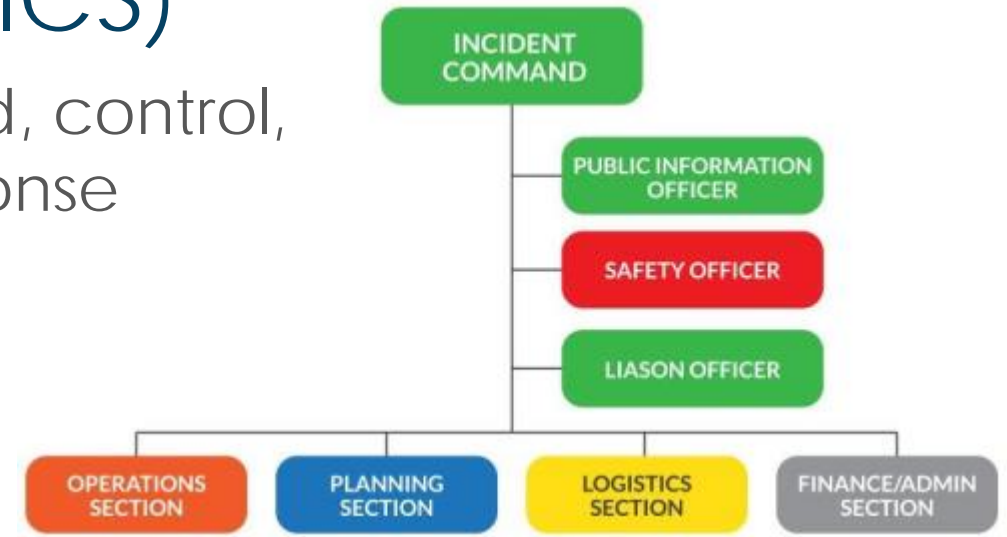 ICS)
d, control,
onse
INCIDENT
COMMAND
PUBLIC INFORMATION
OFFICER
SAFETY OFFICER
LIASON OFFICER
OPERATIONS
SECTION
PLANNING
SECTION
LOGISTICS
SECTION
FINANCE/ADMIN
SECTION